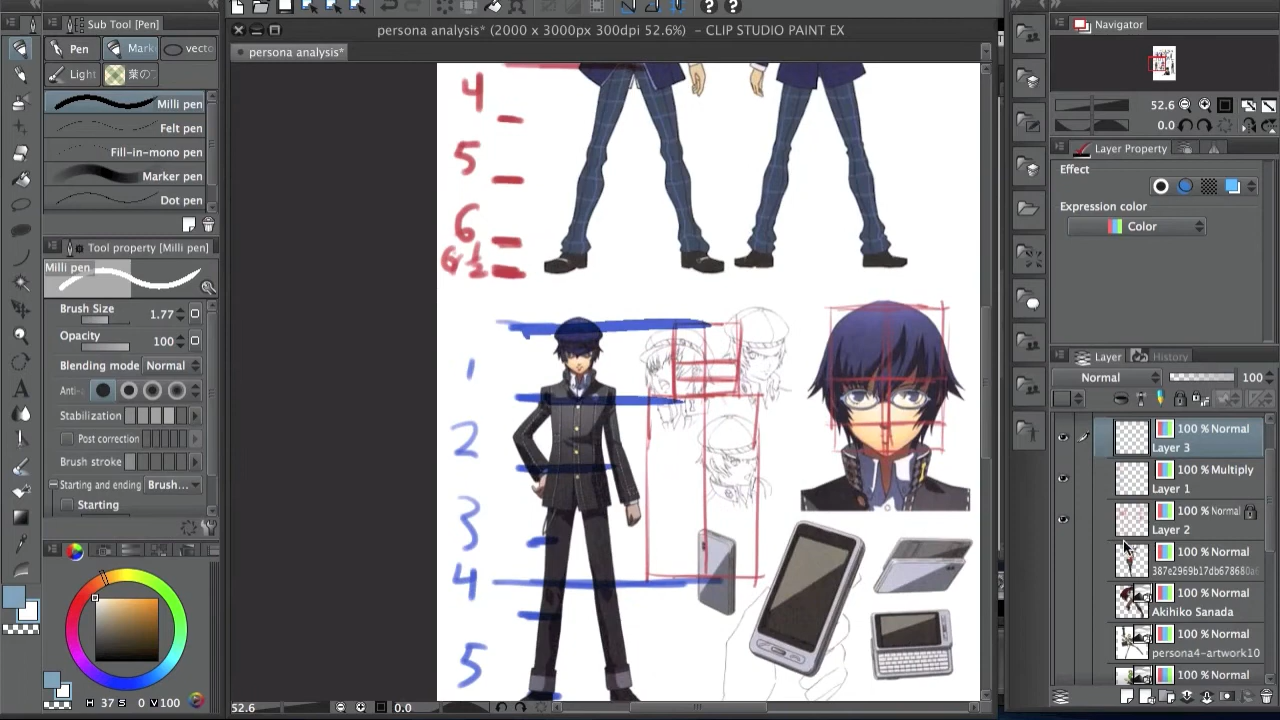 Sub Tool [Pen]
Pen
Mark
vecto
Light
葉の
Milli pen
Felt pen
Fill-in-mono pen
Marker pen
Dot pen
Tool property [Milli pen]
Milli pen
Brush Size 1.77
Opacity 100
Blending mode Normal
Anti-
Stabilization
Post correction
Brush stroke
Starting and ending Brush...
Starting
H 37 S 0 V 100
persona analysis* (2000 x 3000px 300dpi 52.6%) - CLIP STUDIO PAINT EX
persona analysis*
4
5
6
6½
1
2
3
4
5
52.6
0.0
Navigator
52.6
0.0
Layer Property
Effect
Expression color
Color
Layer
History
Normal 100
100 % Normal
Layer 3
100 % Multiply
Layer 1
100 % Normal
Layer 2
100 % Normal
387e2969b17db678680a
100 % Normal
Akihiko Sanada
100 % Normal
persona4-artwork10
100 % Normal